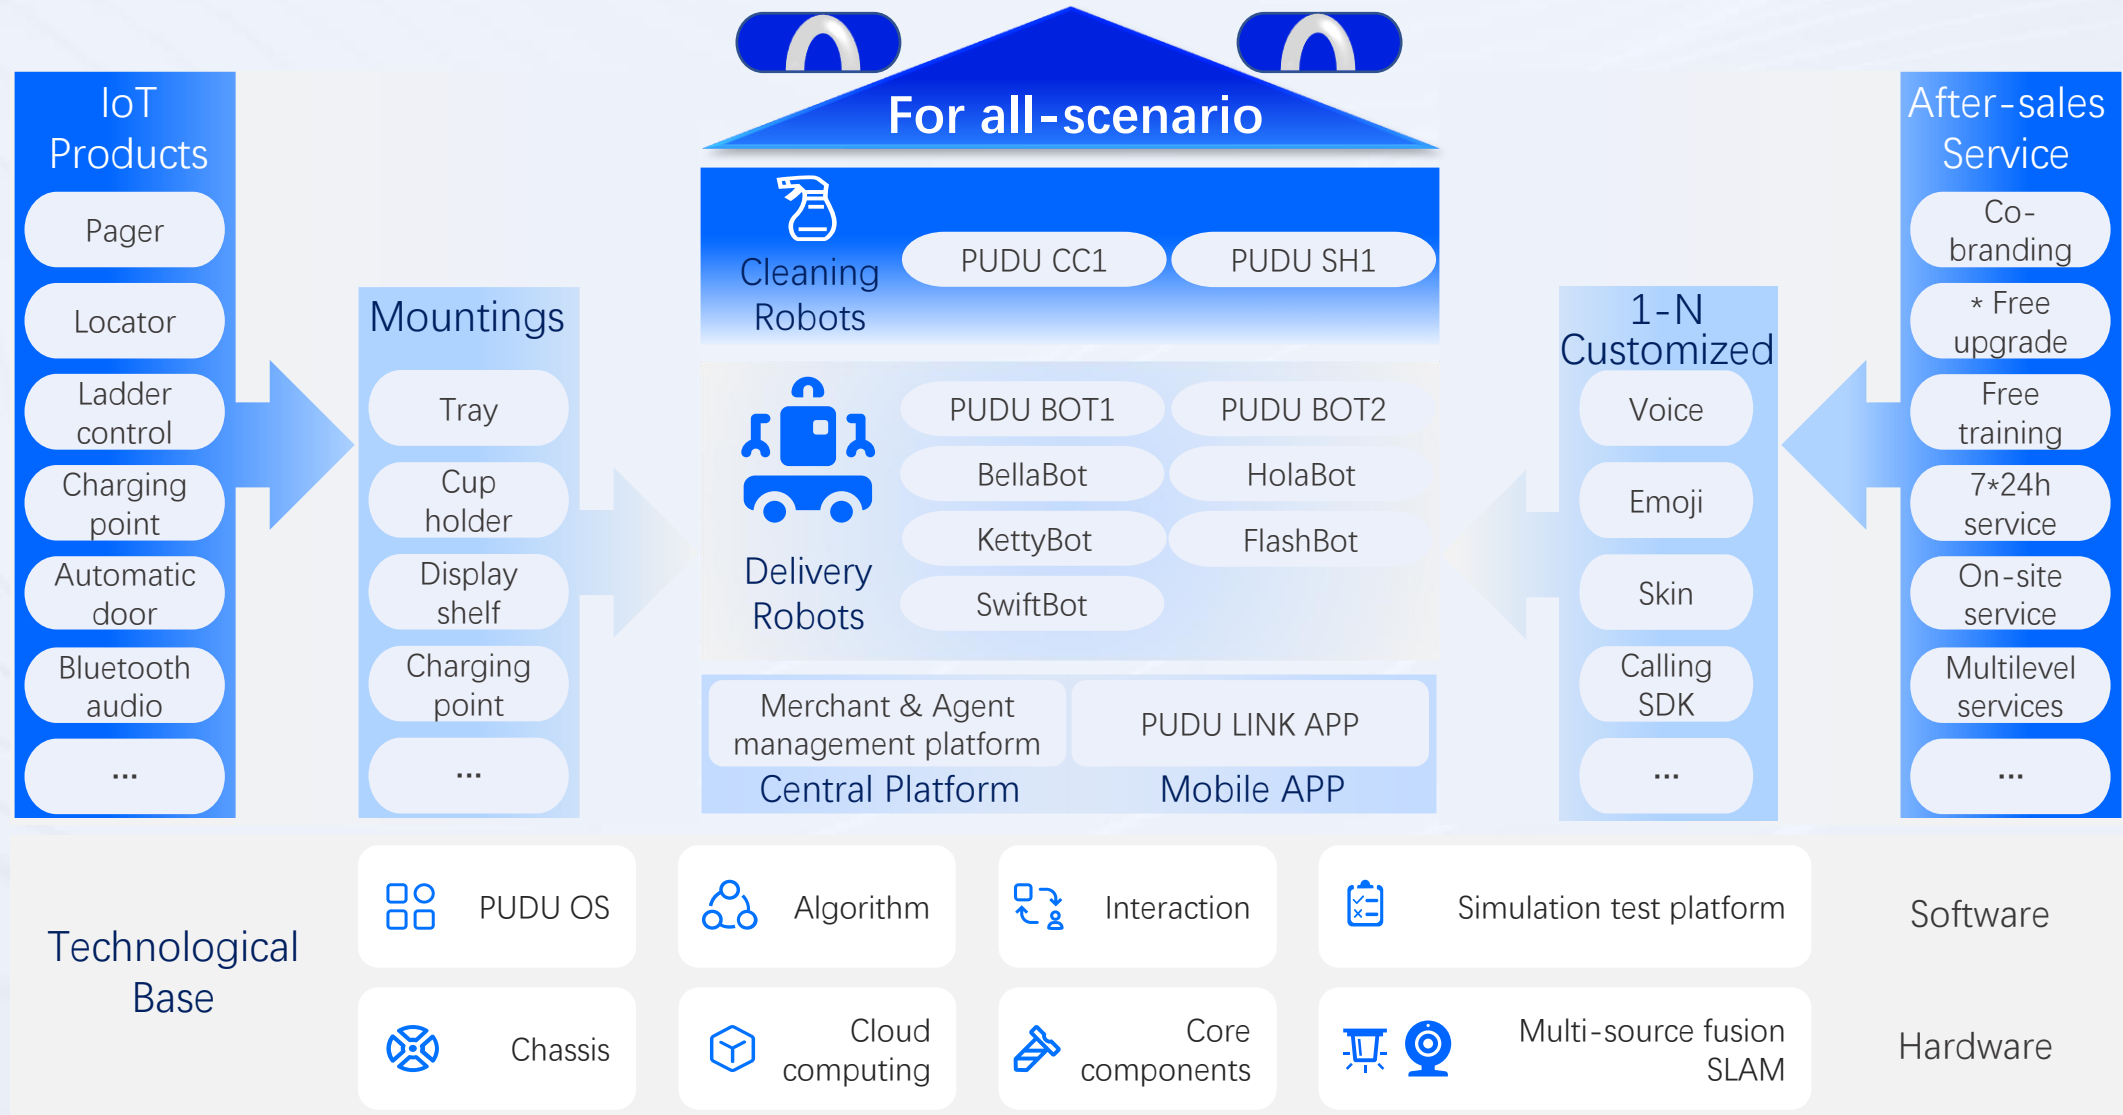 For all-scenario
IoT
Products
Pager
Locator
Ladder
control
Charging
point
Automatic
door
Bluetooth
audio
...
Mountings
Tray
Cup
holder
Display
shelf
Charging
point
...
Cleaning
Robots
PUDU CC1
PUDU SH1
Delivery
Robots
PUDU BOT1
PUDU BOT2
BellaBot
HolaBot
KettyBot
FlashBot
SwiftBot
Merchant & Agent
management platform
Central Platform
PUDU LINK APP
Mobile APP
1-N
Customized
Voice
Emoji
Skin
Calling
SDK
...
After-sales
Service
Co-
branding
* Free
upgrade
Free
training
7*24h
service
On-site
service
Multilevel
services
...
Technological
Base
PUDU OS
Algorithm
Interaction
Simulation test platform
Software
Chassis
Cloud
computing
Core
components
Multi-source fusion
SLAM
Hardware